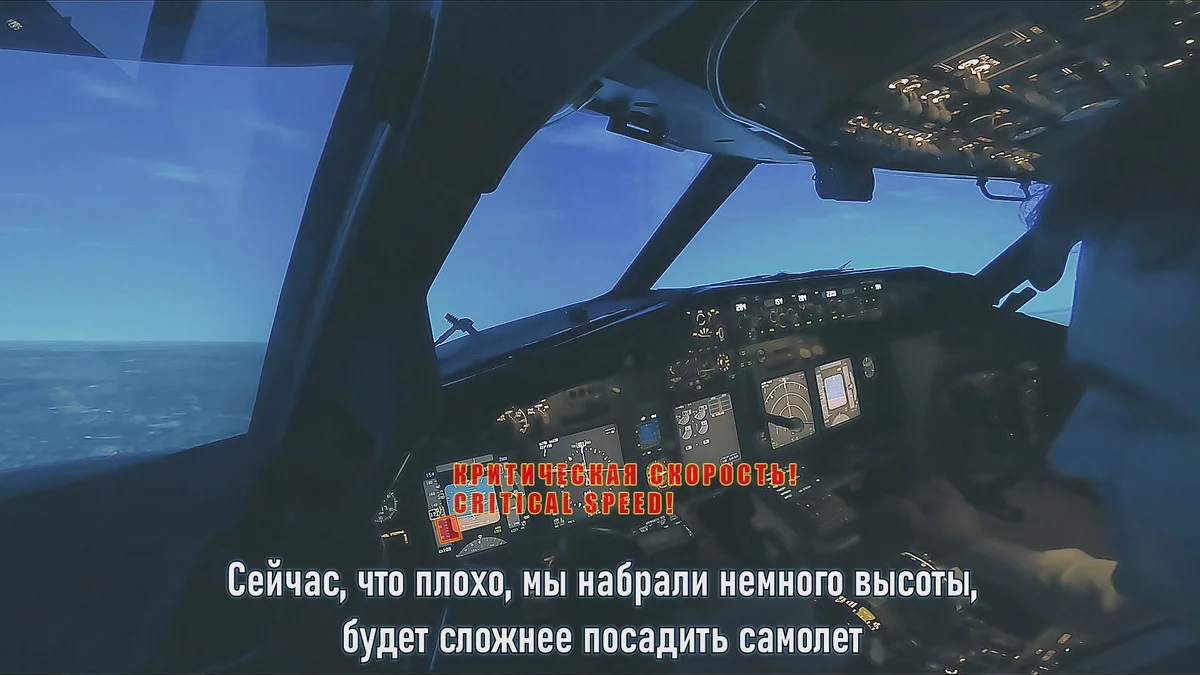 КРИТИЧЕСКАЯ СКОРОСТЬ!
CRITICAL SPEED!
Сейчас, что плохо, мы набрали немного высоты,
будет сложнее посадить самолет